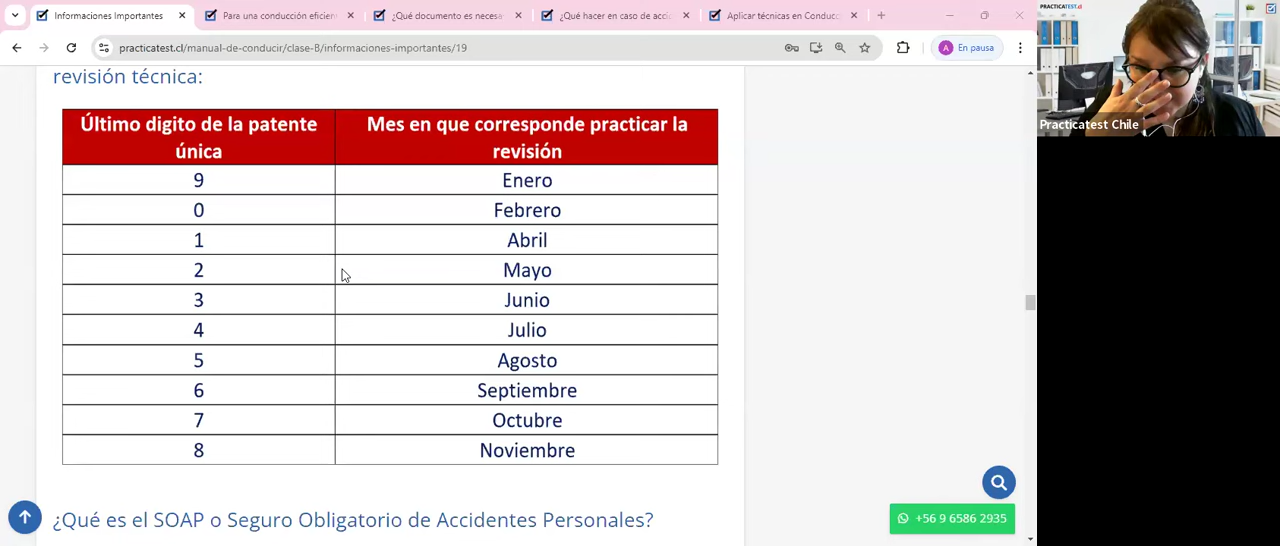 Informaciones Importantes
Para una conducción eficien
¿Qué documento es necesa
¿Qué hacer en caso de acci
Aplicar técnicas en Conducc
practicatest.cl/manual-de-conducir/clase-B/informaciones-importantes/19
A En pausa
PRACTICATEST.cl
Practicatest Chile
revisión técnica:
Último digito de la patente única
Mes en que corresponde practicar la revisión
9 Enero
0 Febrero
1 Abril
2 Mayo
3 Junio
4 Julio
5 Agosto
6 Septiembre
7 Octubre
8 Noviembre
¿Qué es el SOAP o Seguro Obligatorio de Accidentes Personales?
+56 9 6586 2935